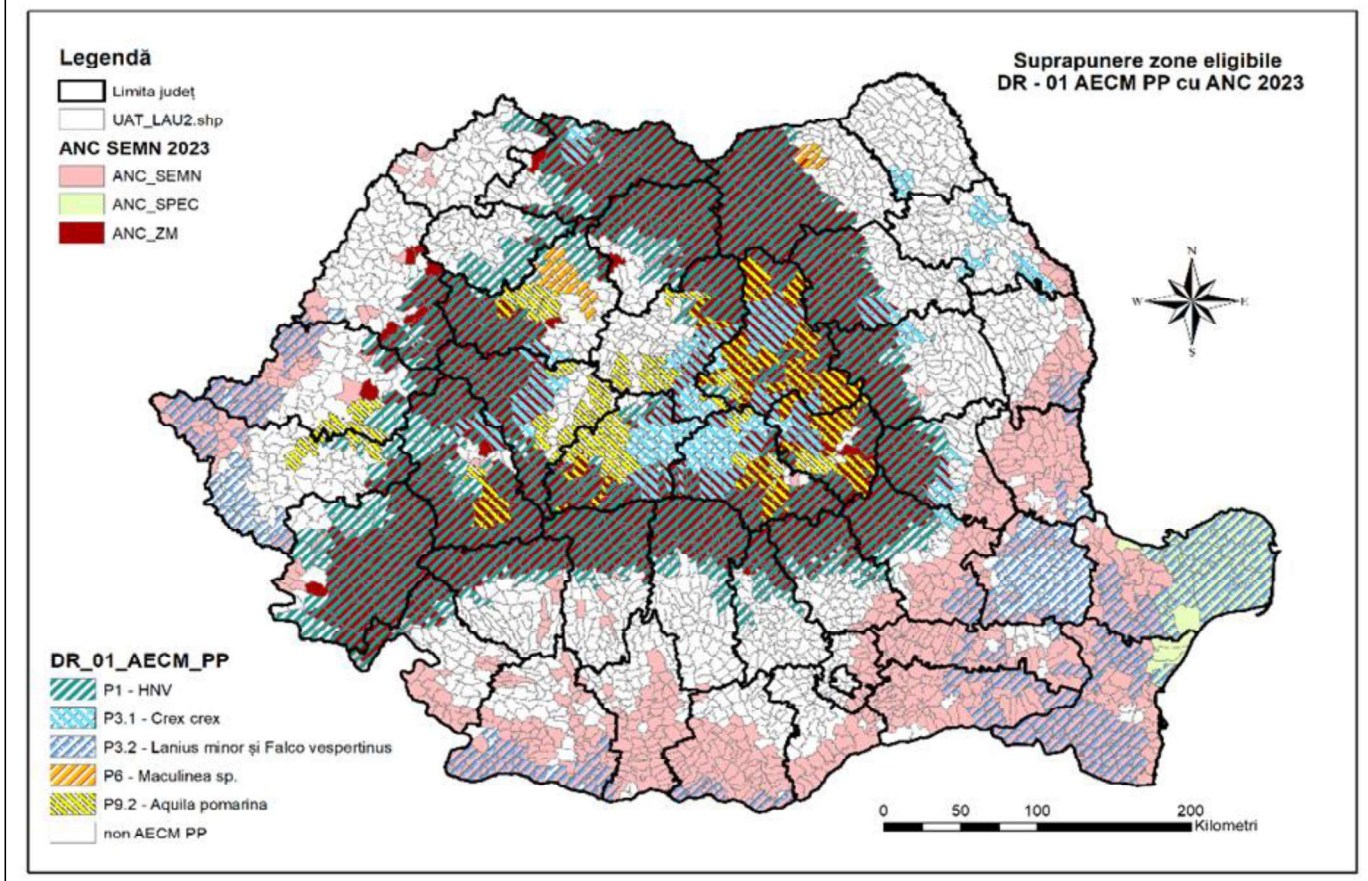 Legendă
Limita județ
UAT_LAU2.shp
ANC SEMN 2023
ANC_SEMN
ANC_SPEC
ANC_ZM
Suprapunere zone eligibile
DR - 01 AECM PP cu ANC 2023
N
W
E
S
DR_01_AECM_PP
P1 - HNV
P3.1 - Crex crex
P3.2 - Lanius minor și Falco vespertinus
P6 - Maculinea sp.
P9.2 - Aquila pomarina
non AECM PP
0 50 100 200
Kilometri